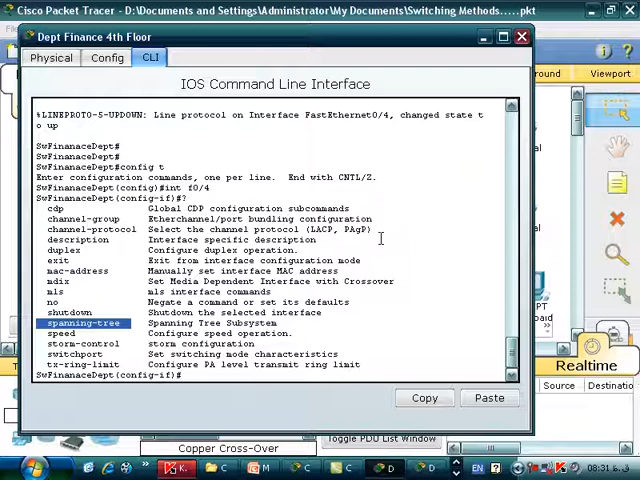 Cisco Packet Tracer - D:\Documents and Settings\Administrator\My Documents\Switching Methods.....pkt
Dept Finance 4th Floor
Physical Config CLI
ound Viewport
IOS Command Line Interface
%LINEPROTO-5-UPDOWN: Line protocol on Interface FastEthernet0/4, changed state t
o up
SwFinanaceDept#
SwFinanaceDept#
SwFinanaceDept#config t
Enter configuration commands, one per line.  End with CNTL/Z.
SwFinanaceDept(config)#int f0/4
SwFinanaceDept(config-if)#?
cdp Global CDP configuration subcommands
channel-group Etherchannel/port bundling configuration
channel-protocol Select the channel protocol (LACP, PAgP)
description Interface specific description
duplex Configure duplex operation.
exit Exit from interface configuration mode
mac-address Manually set interface MAC address
mdix Set Media Dependent Interface with Crossover
mls mls interface commands
no Negate a command or set its defaults
shutdown Shutdown the selected interface
spanning-tree Spanning Tree Subsystem
speed Configure speed operation.
storm-control storm configuration
switchport Set switching mode characteristics
tx-ring-limit Configure PA level transmit ring limit
SwFinanaceDept(config-if)#
PT
oaid
Realtime
Copy Paste
Source Destinatio
Toggle PDU List Window
Copper Cross-Over
K. C M C C D D EN 08:31